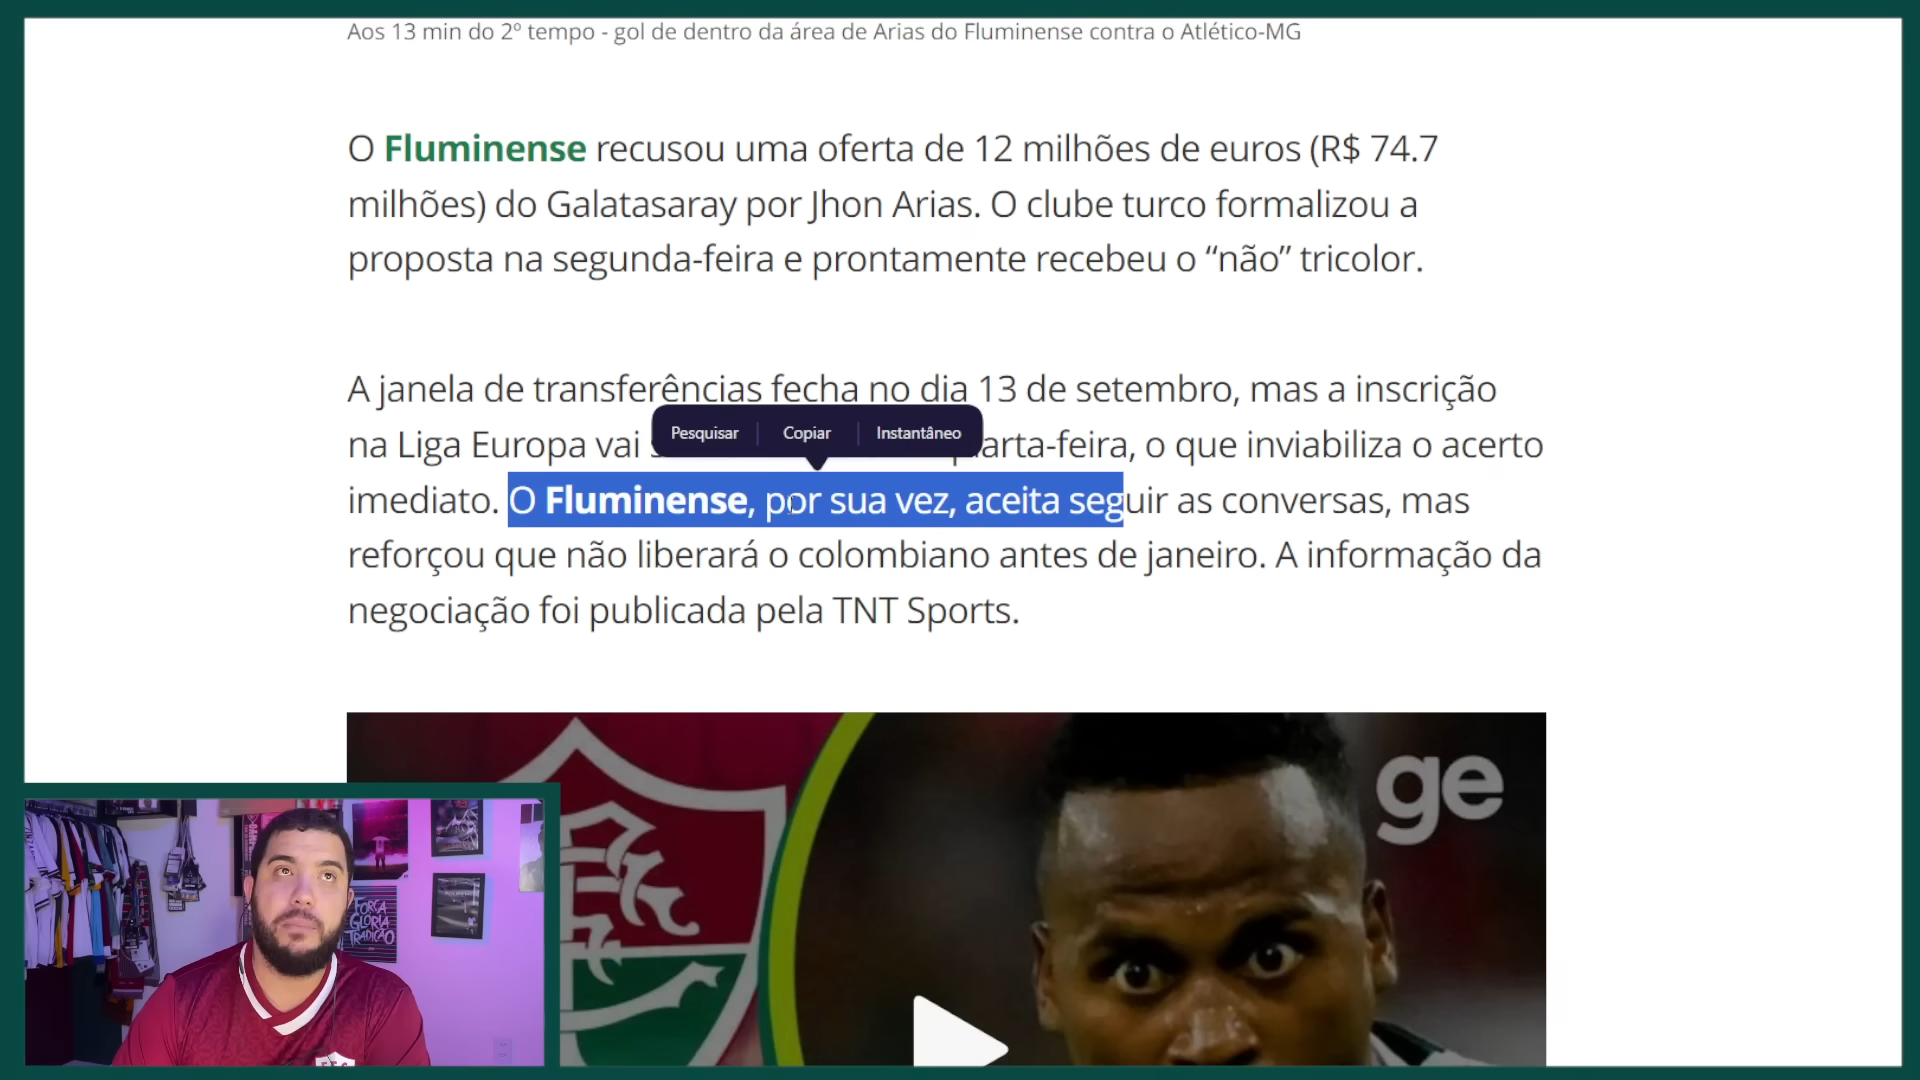 Aos 13 min do 2º tempo - gol de dentro da área de Arias do Fluminense contra o Atlético-MG
O Fluminense recusou uma oferta de 12 milhões de euros (R$ 74.7
milhões) do Galatasaray por Jhon Arias. O clube turco formalizou a
proposta na segunda-feira e prontamente recebeu o “não” tricolor.
A janela de transferências fecha no dia 13 de setembro, mas a inscrição
Pesquisar Copiar Instantâneo
na Liga Europa vai -feira, o que inviabiliza o acerto
imediato. O Fluminense, por sua vez, aceita seguir as conversas, mas
reforçou que não liberará o colombiano antes de janeiro. A informação da
negociação foi publicada pela TNT Sports.
ge
FORÇA
GLÓRIA
TRADIÇÃO